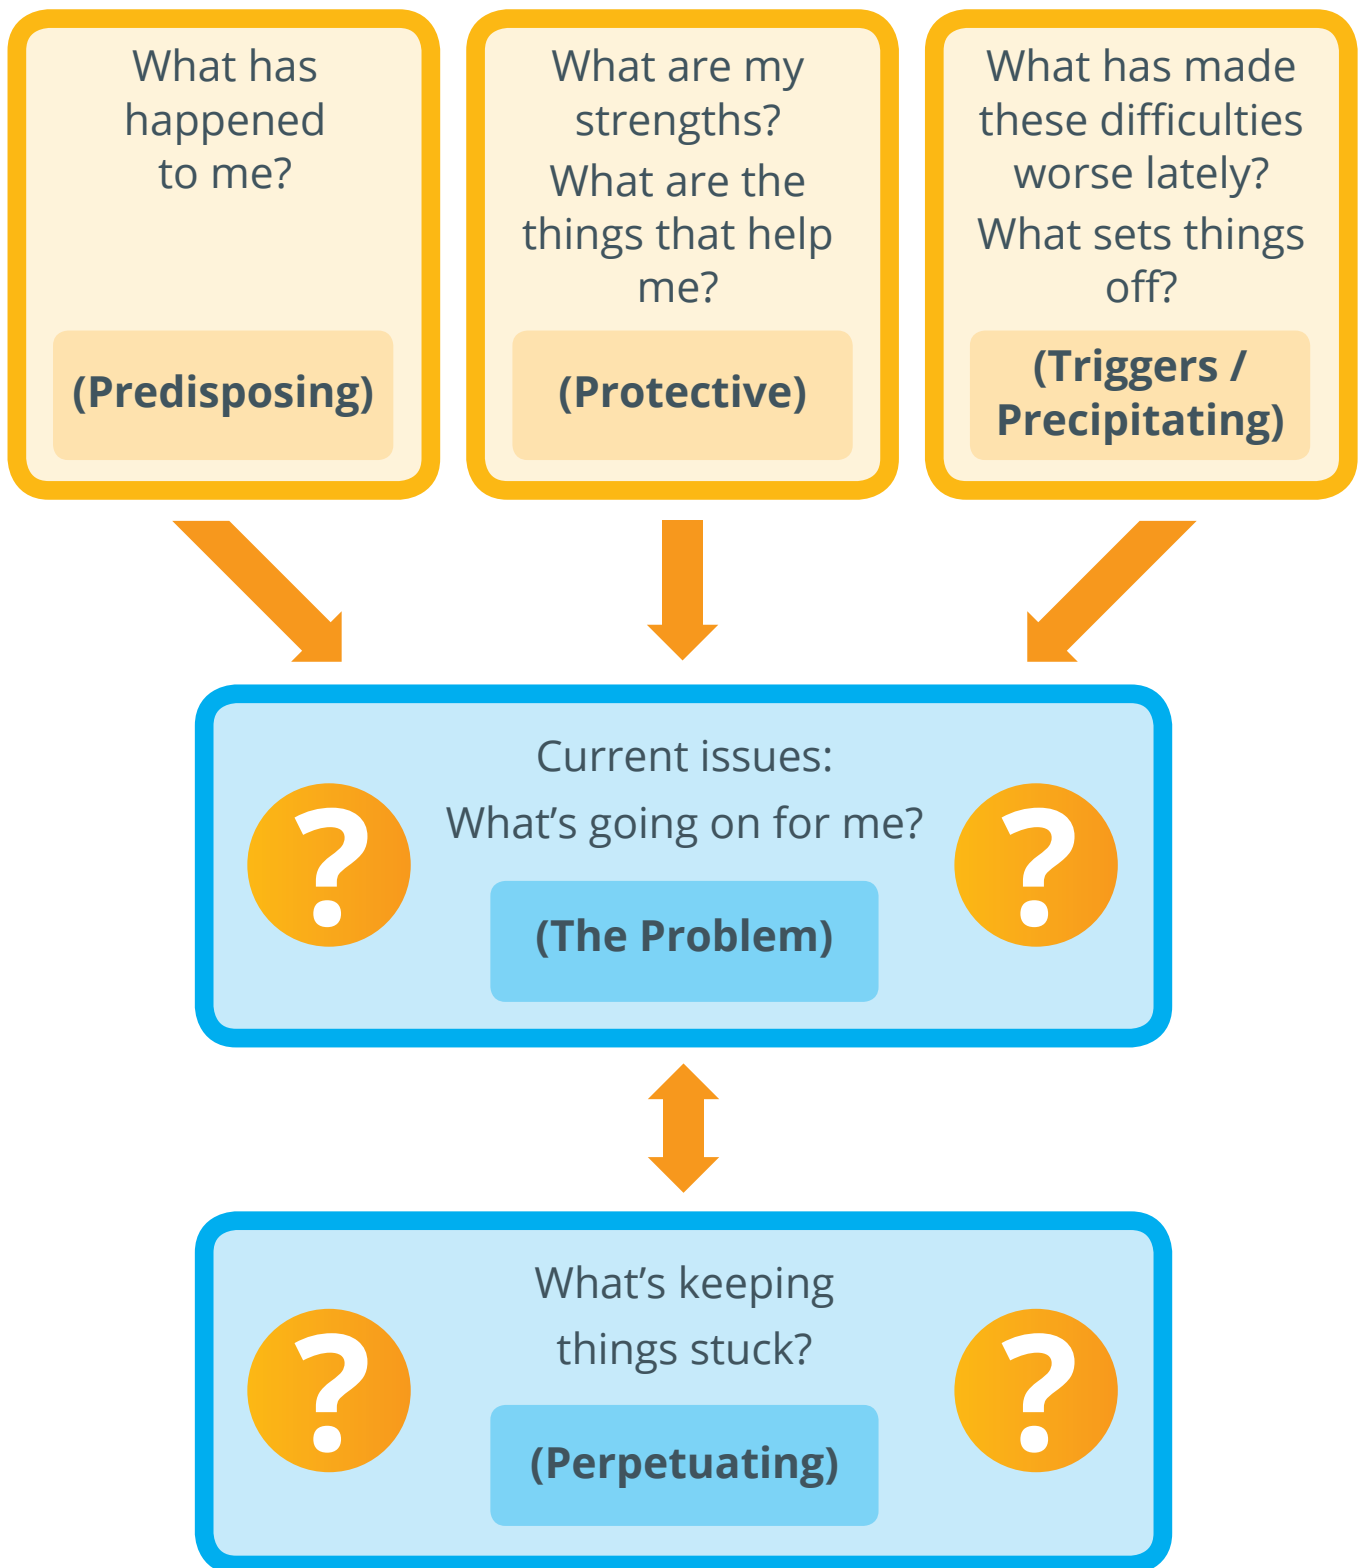 What has
happened
to me?
(Predisposing)
What are my
strengths?
What are the
things that help
me?
(Protective)
What has made
these difficulties
worse lately?
What sets things
off?
(Triggers /
Precipitating)
Current issues:
What’s going on for me?
?
?
(The Problem)
What’s keeping
things stuck?
?
?
(Perpetuating)